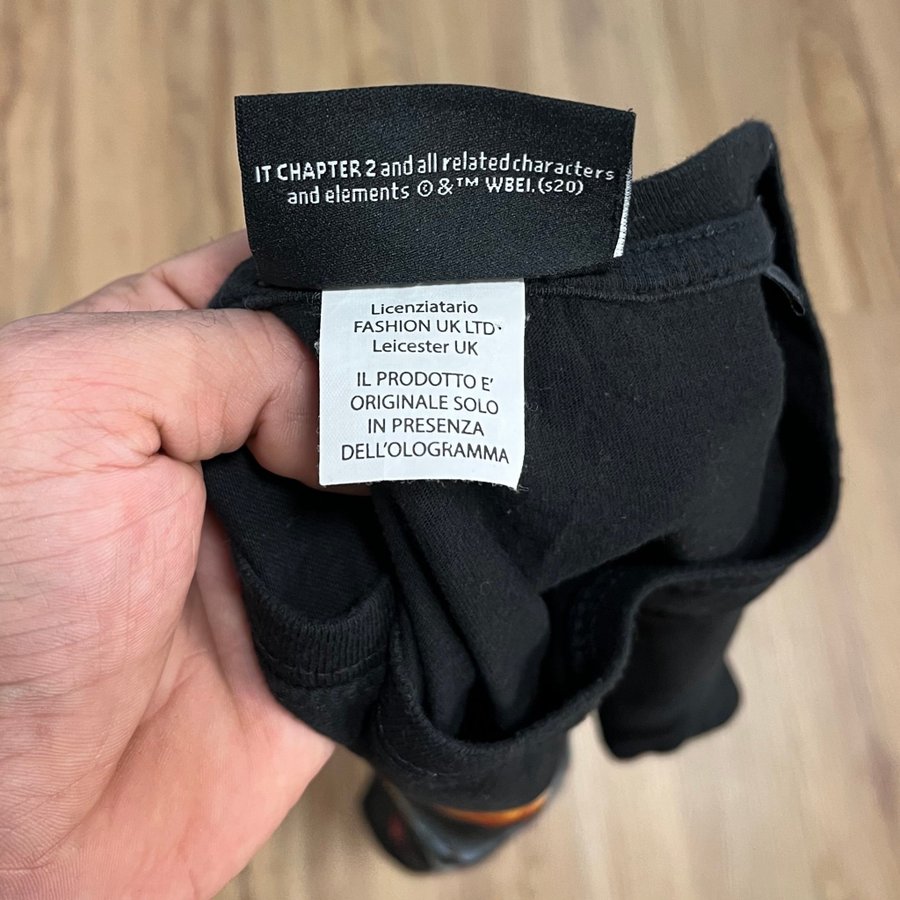 IT CHAPTER 2 and all related characters
and elements © & ™ WBEI. (s20)
Licenziatario
FASHION UK LTD.
Leicester UK
IL PRODOTTO E'
ORIGINALE SOLO
IN PRESENZA
DELL'OLOGRAMMA